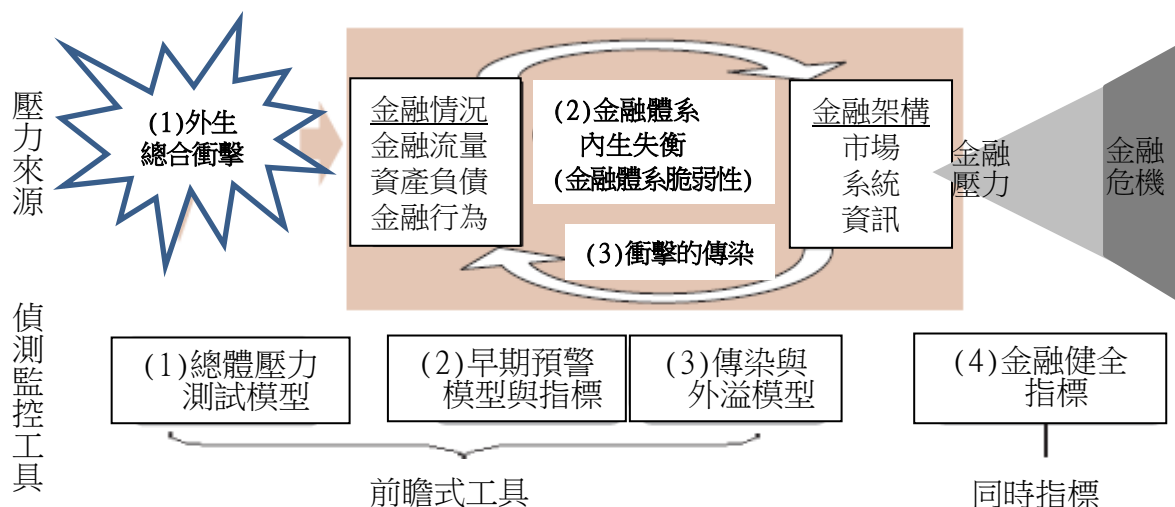 壓力來源
(1)外生
總合衝擊
金融情況
金融流量
資產負債
金融行為
(2)金融體系
內生失衡
(金融體系脆弱性)
(3)衝擊的傳染
金融架構
市場
系統
資訊
金融
壓力
金融
危機
偵測監控工具
(1)總體壓力
測試模型
(2)早期預警
模型與指標
(3)傳染與
外溢模型
(4)金融健全
指標
前瞻式工具
同時指標